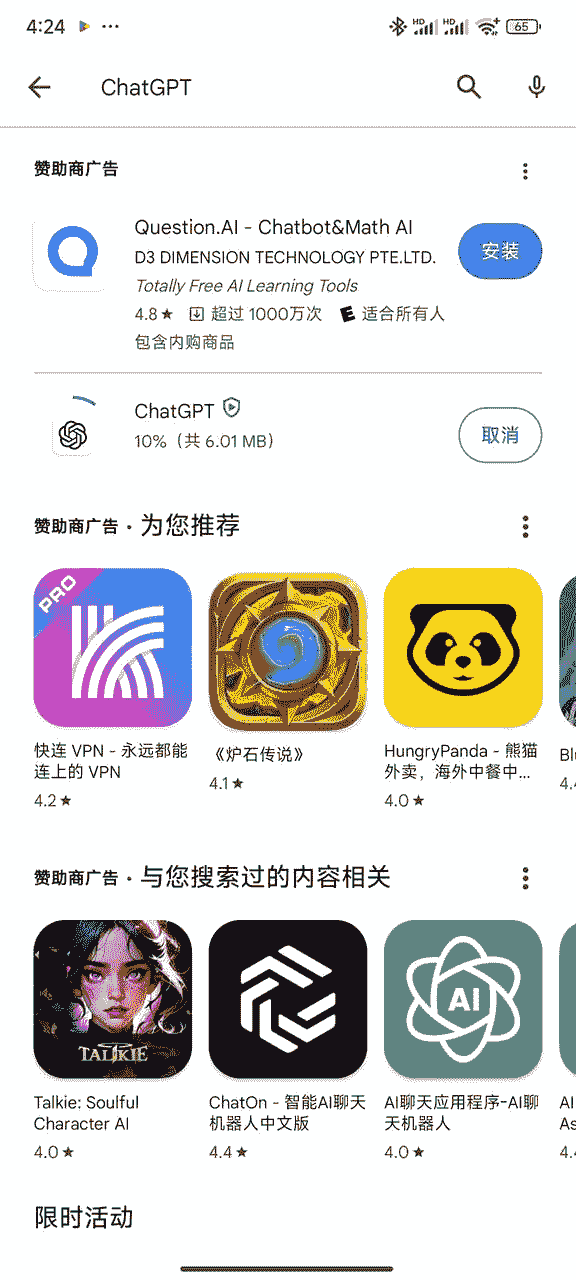 4:24
HD
HD
65
ChatGPT
赞助商广告
Question.AI - Chatbot&Math AI
D3 DIMENSION TECHNOLOGY PTE.LTD.
安装
Totally Free AI Learning Tools
4.8★ 超过 1000万次 E 适合所有人
包含内购商品
ChatGPT
10%（共 6.01 MB）
取消
赞助商广告 · 为您推荐
PRO
快连 VPN - 永远都能
连上的 VPN
4.2★
《炉石传说》
4.1★
HungryPanda - 熊猫
外卖，海外中餐中...
4.0★
Blu
4.
赞助商广告 · 与您搜索过的内容相关
TALKIE
AI
Talkie: Soulful
Character AI
4.0★
ChatOn - 智能AI聊天
机器人中文版
4.4★
AI聊天应用程序-AI聊
天机器人
4.0★
AI
As
4.
限时活动